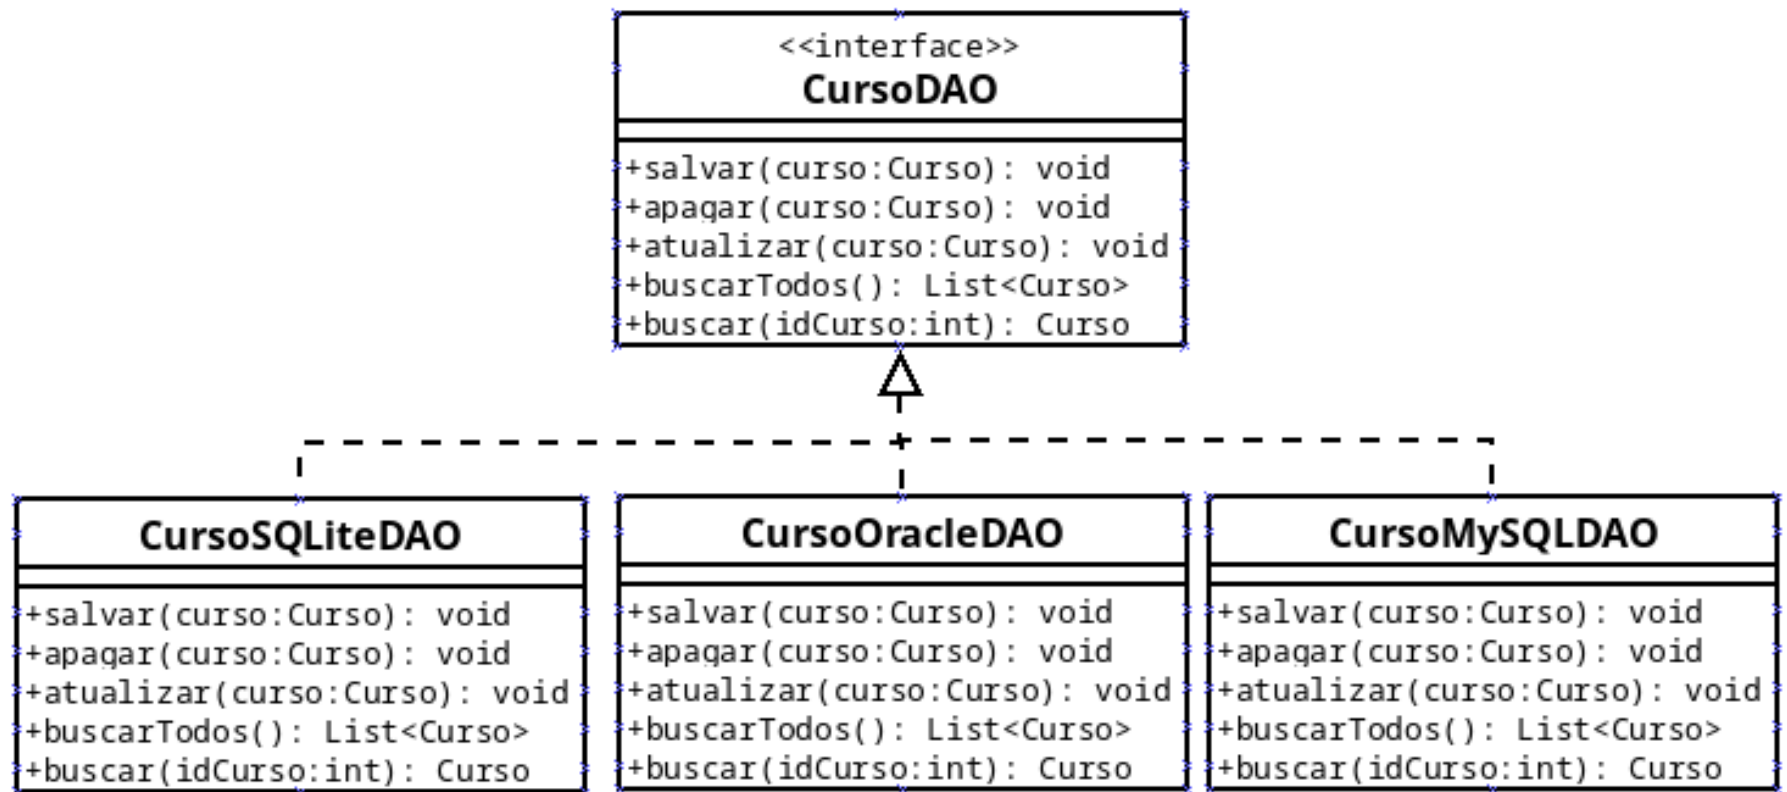 <<interface>>
CursoDAO
+salvar(curso:Curso): void
+apagar(curso:Curso): void
+atualizar(curso:Curso): void
+buscarTodos(): List<Curso>
+buscar(idCurso:int): Curso
CursoSQLiteDAO
+salvar(curso:Curso): void
+apagar(curso:Curso): void
+atualizar(curso:Curso): void
+buscarTodos(): List<Curso>
+buscar(idCurso:int): Curso
CursoOracleDAO
+salvar(curso:Curso): void
+apagar(curso:Curso): void
+atualizar(curso:Curso): void
+buscarTodos(): List<Curso>
+buscar(idCurso:int): Curso
CursoMySQLDAO
+salvar(curso:Curso): void
+apagar(curso:Curso): void
+atualizar(curso:Curso): void
+buscarTodos(): List<Curso>
+buscar(idCurso:int): Curso